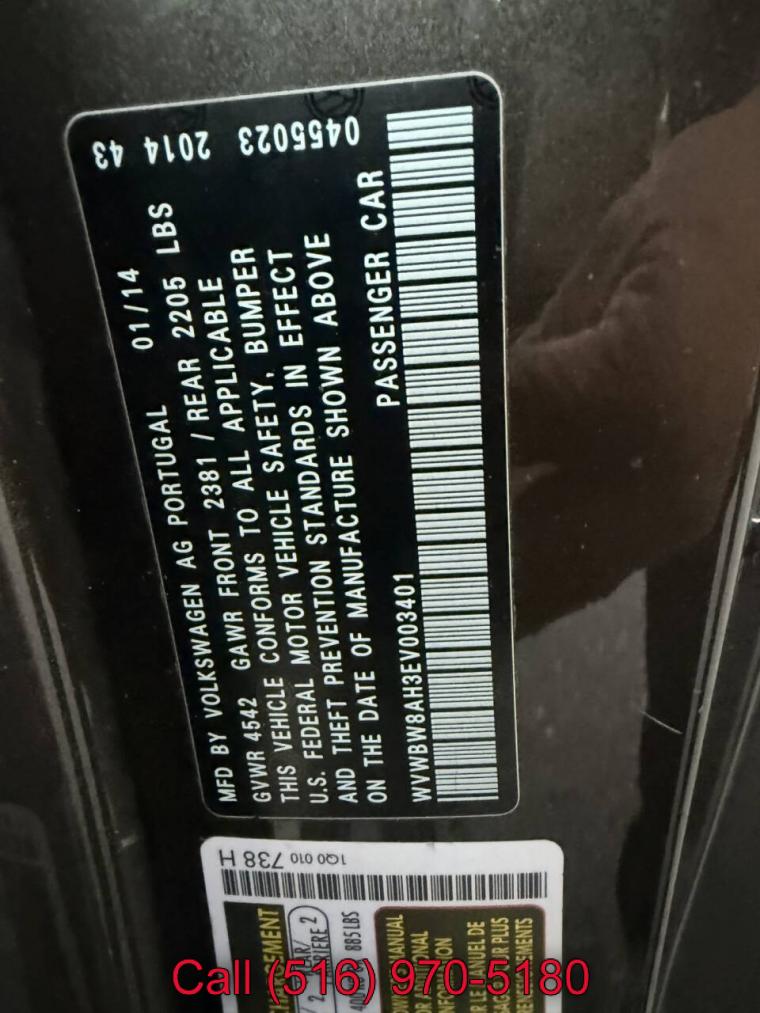 MFD BY VOLKSWAGEN AG PORTUGAL 01/14
GVWR 4542 GAWR FRONT 2381 / REAR 2205 LBS
THIS VEHICLE CONFORMS TO ALL APPLICABLE
U.S. FEDERAL MOTOR VEHICLE SAFETY, BUMPER
AND THEFT PREVENTION STANDARDS IN EFFECT
ON THE DATE OF MANUFACTURE SHOWN ABOVE
WVWBW8AH3EV003401 PASSENGER CAR
2014 43
0455023
1Q0 010 738 H
885 LBS
Call (516) 970-5180